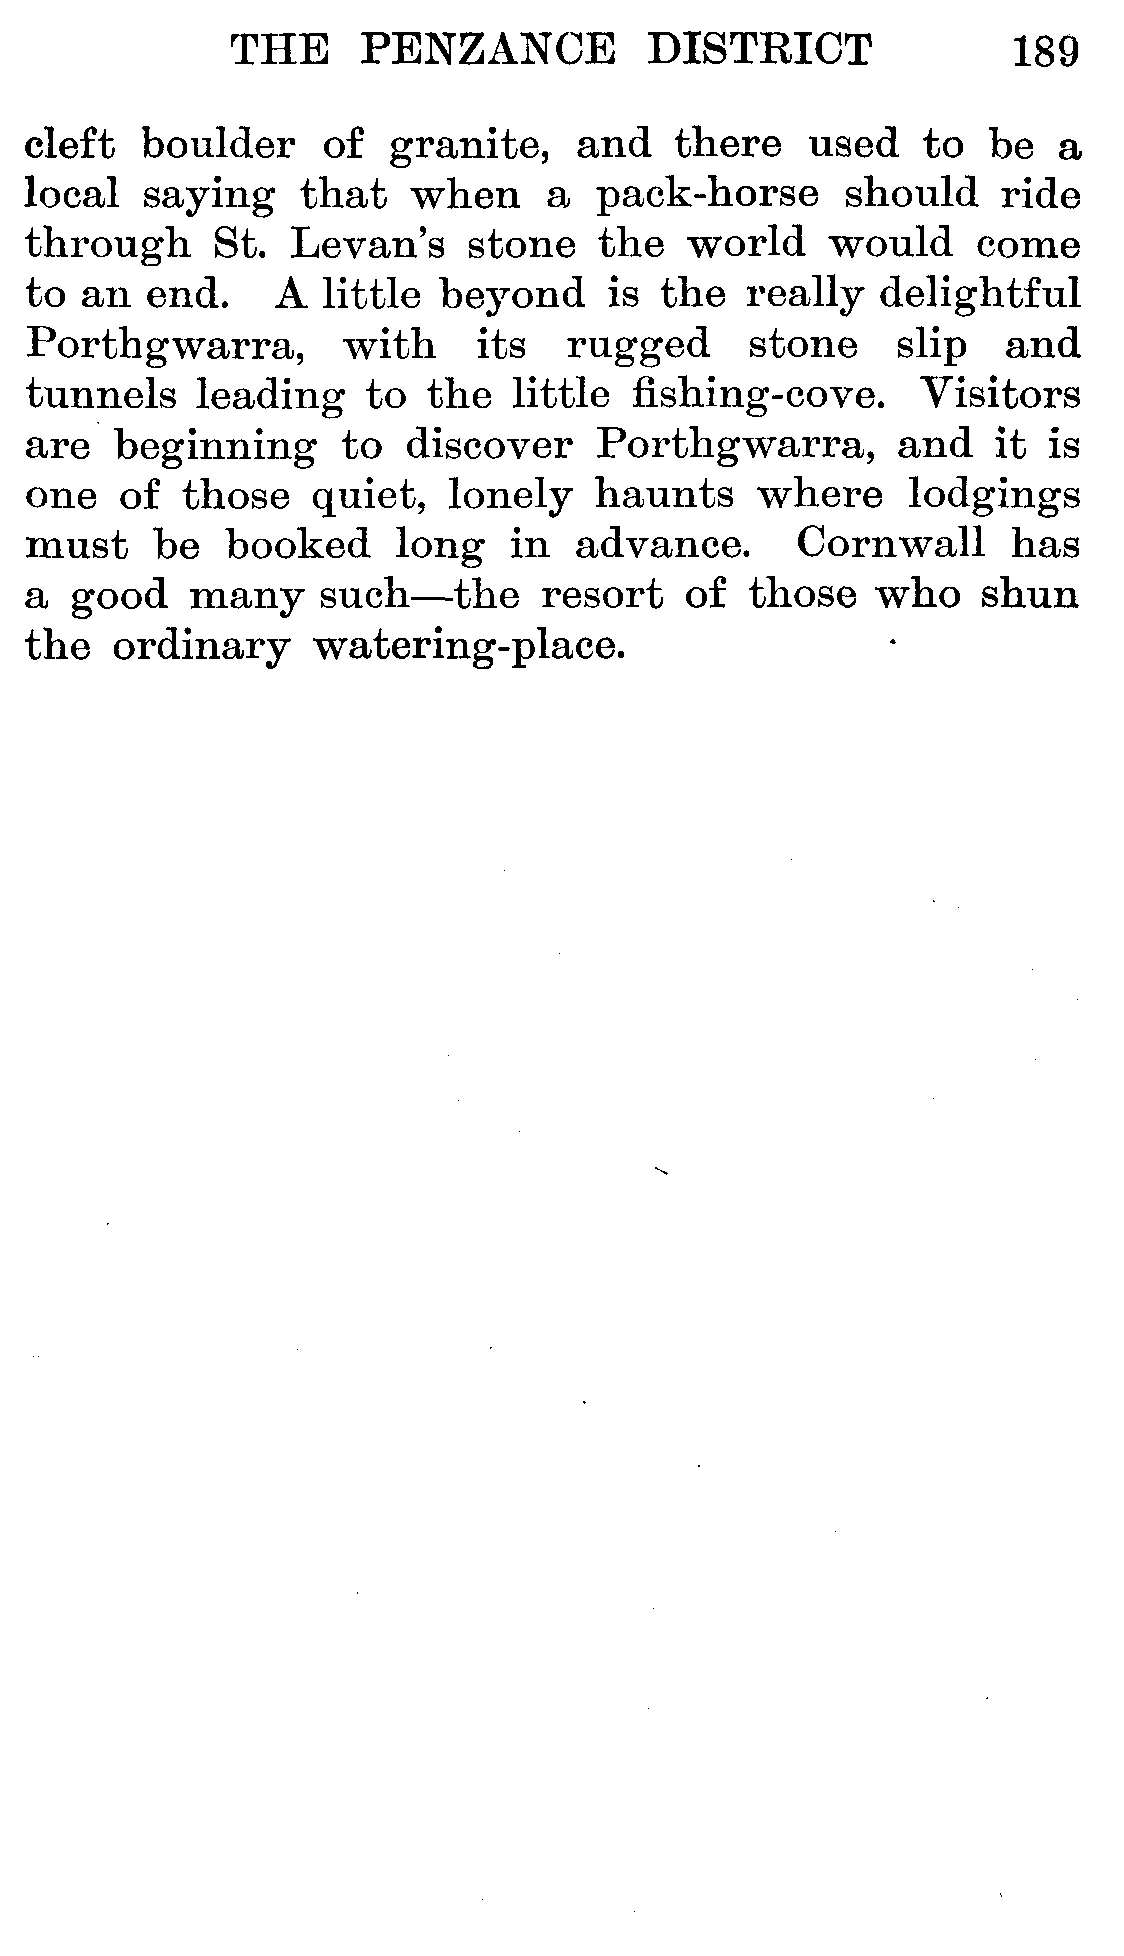 THE PENZANCE DISTRICT 189
cleft boulder of granite, and there used to be a
local saying that when a pack-horse should ride
through St. Levan's stone the world would come
to an end. A little beyond is the really delightful
Porthgwarra, with its rugged stone slip and
tunnels leading to the little fishing-cove. Visitors
are beginning to discover Porthgwarra, and it is
one of those quiet, lonely haunts where lodgings
must be booked long in advance. Cornwall has
a good many such—the resort of those who shun
the ordinary watering-place.